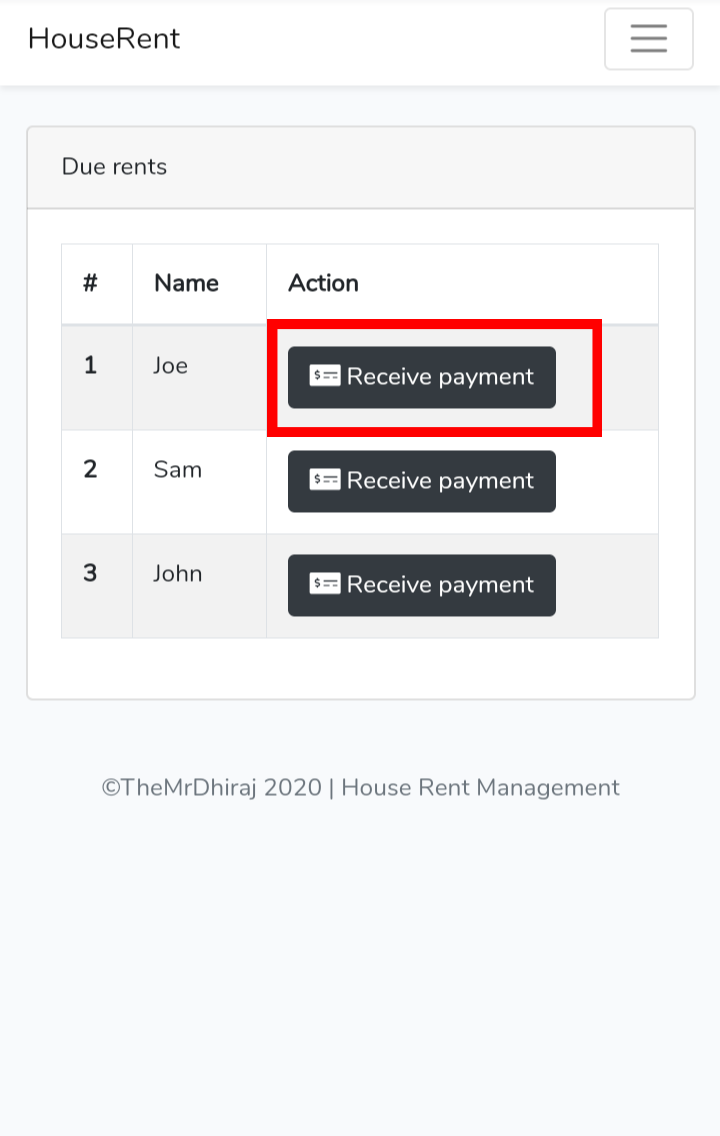 HouseRent
Due rents
# Name Action
1 Joe $ Receive payment
2 Sam $ Receive payment
3 John $ Receive payment
©TheMrDhiraj 2020 | House Rent Management